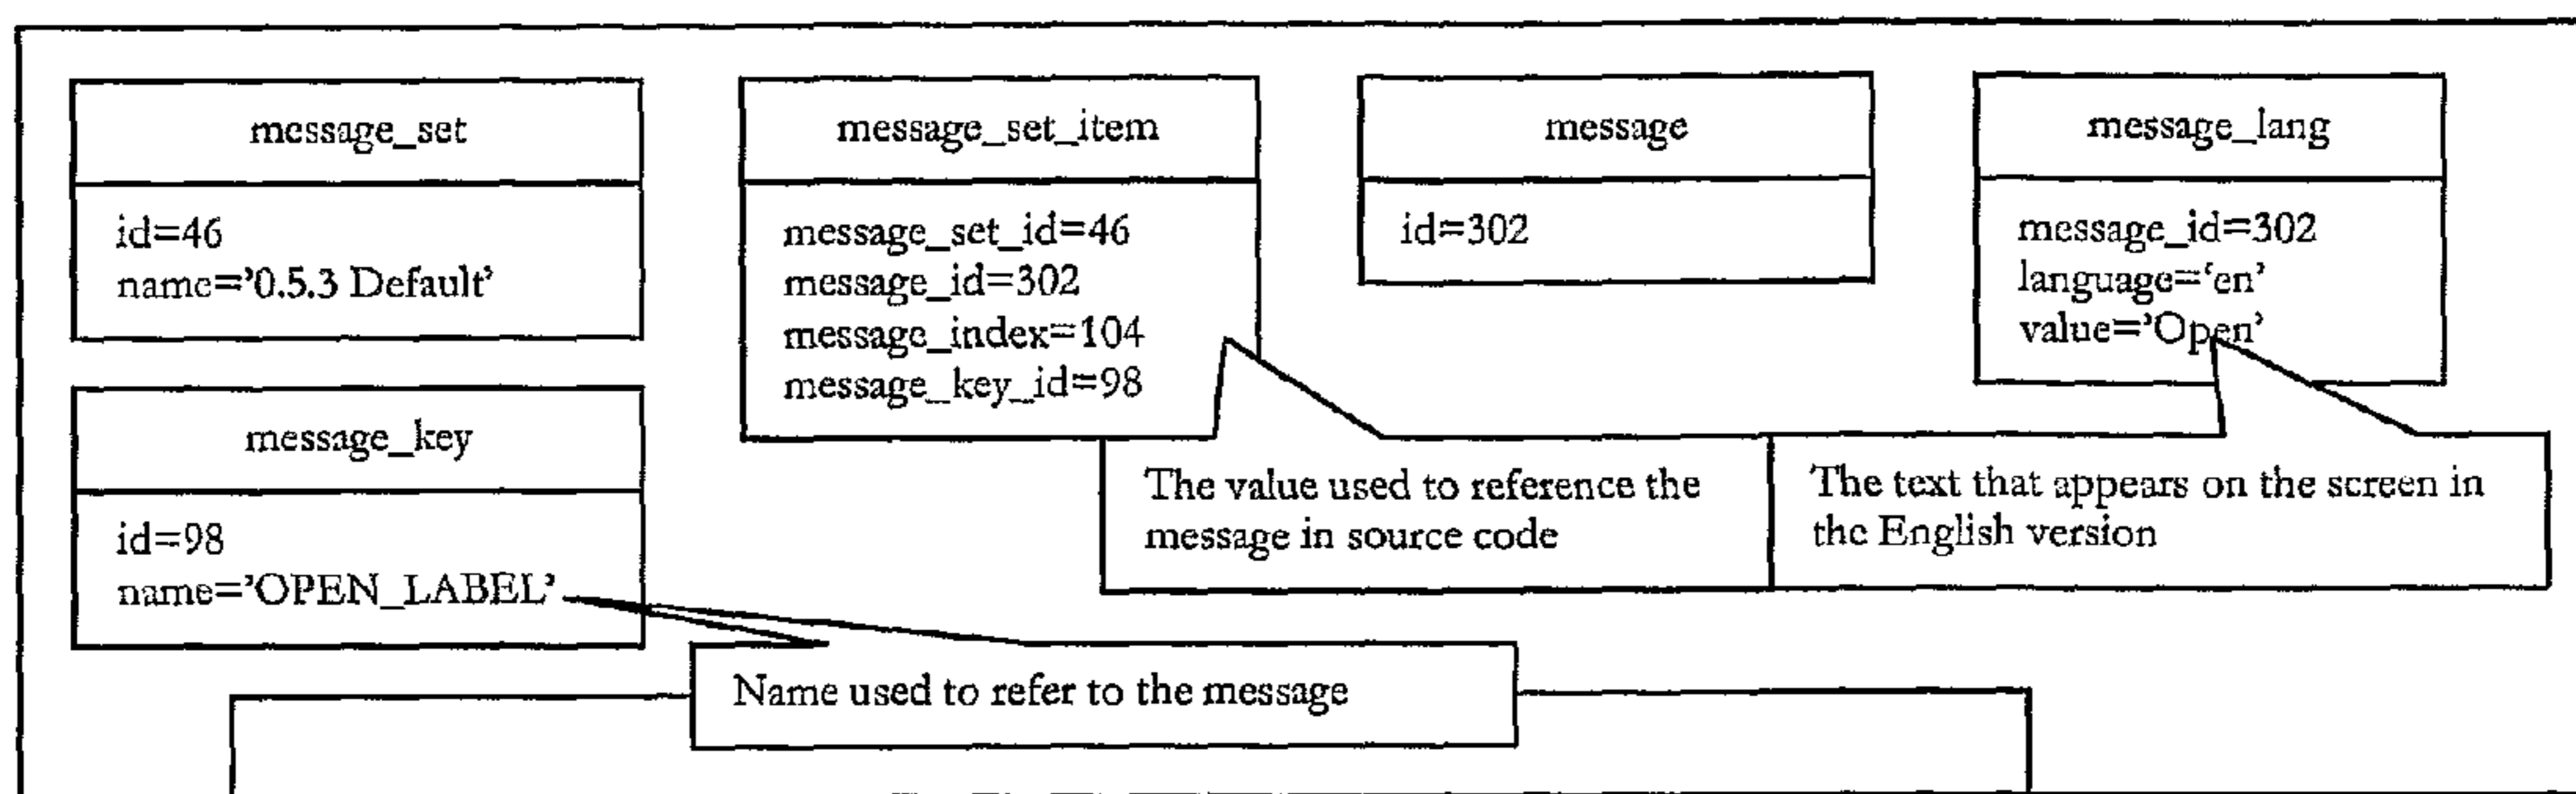 message_set
id=46
name=’0.5.3 Default’
message_set_item
message_set_id=46
message_id=302
message_index=104
message_key_id=98
message
id=302
message_lang
message_id=302
language=‘en’
value=’Open’
message_key
id=98
name=’OPEN_LABEL’
The value used to reference the
message in source code
The text that appears on the screen in
the English version
Name used to refer to the message